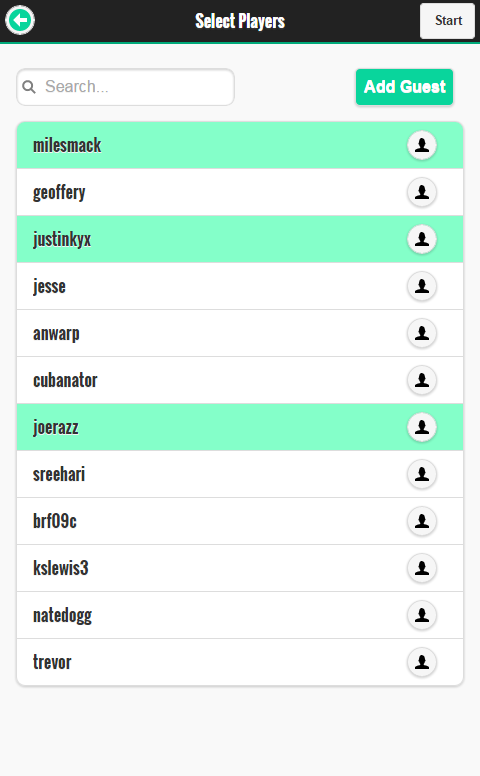 Select Players
Start
Search...
Add Guest
milesmack
geoffery
justinkyx
jesse
anwarp
cubanator
joerazz
sreehari
brf09c
kslewis3
natedogg
trevor